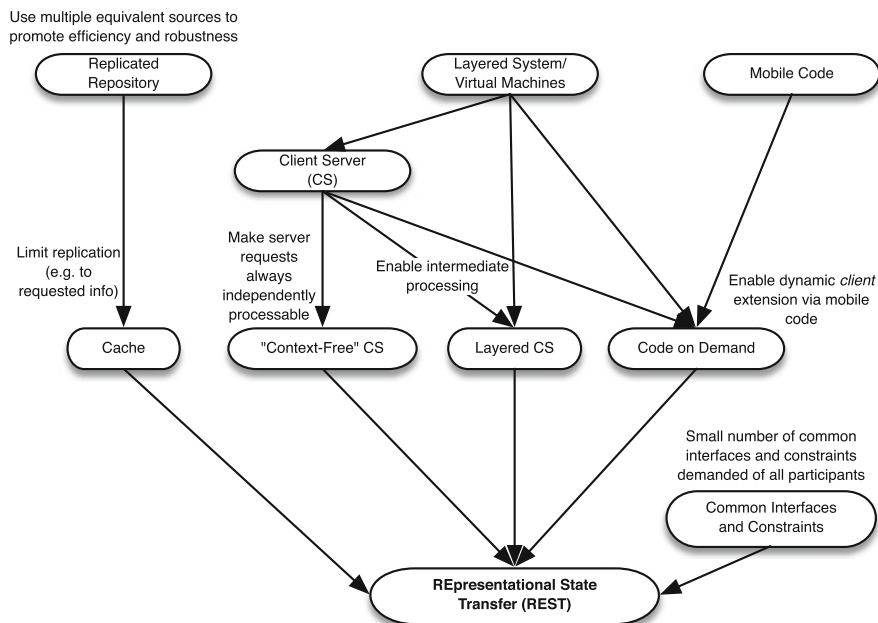 Use multiple equivalent sources to
promote efficiency and robustness
Replicated
Repository
Layered System/
Virtual Machines
Mobile Code
Client Server
(CS)
Limit replication
(e.g. to
requested info)
Make server
requests
always
independently
processable
Enable intermediate
processing
Enable dynamic client
extension via mobile
code
Cache
"Context-Free" CS
Layered CS
Code on Demand
Small number of common
interfaces and constraints
demanded of all participants
Common Interfaces
and Constraints
REpresentational State
Transfer (REST)